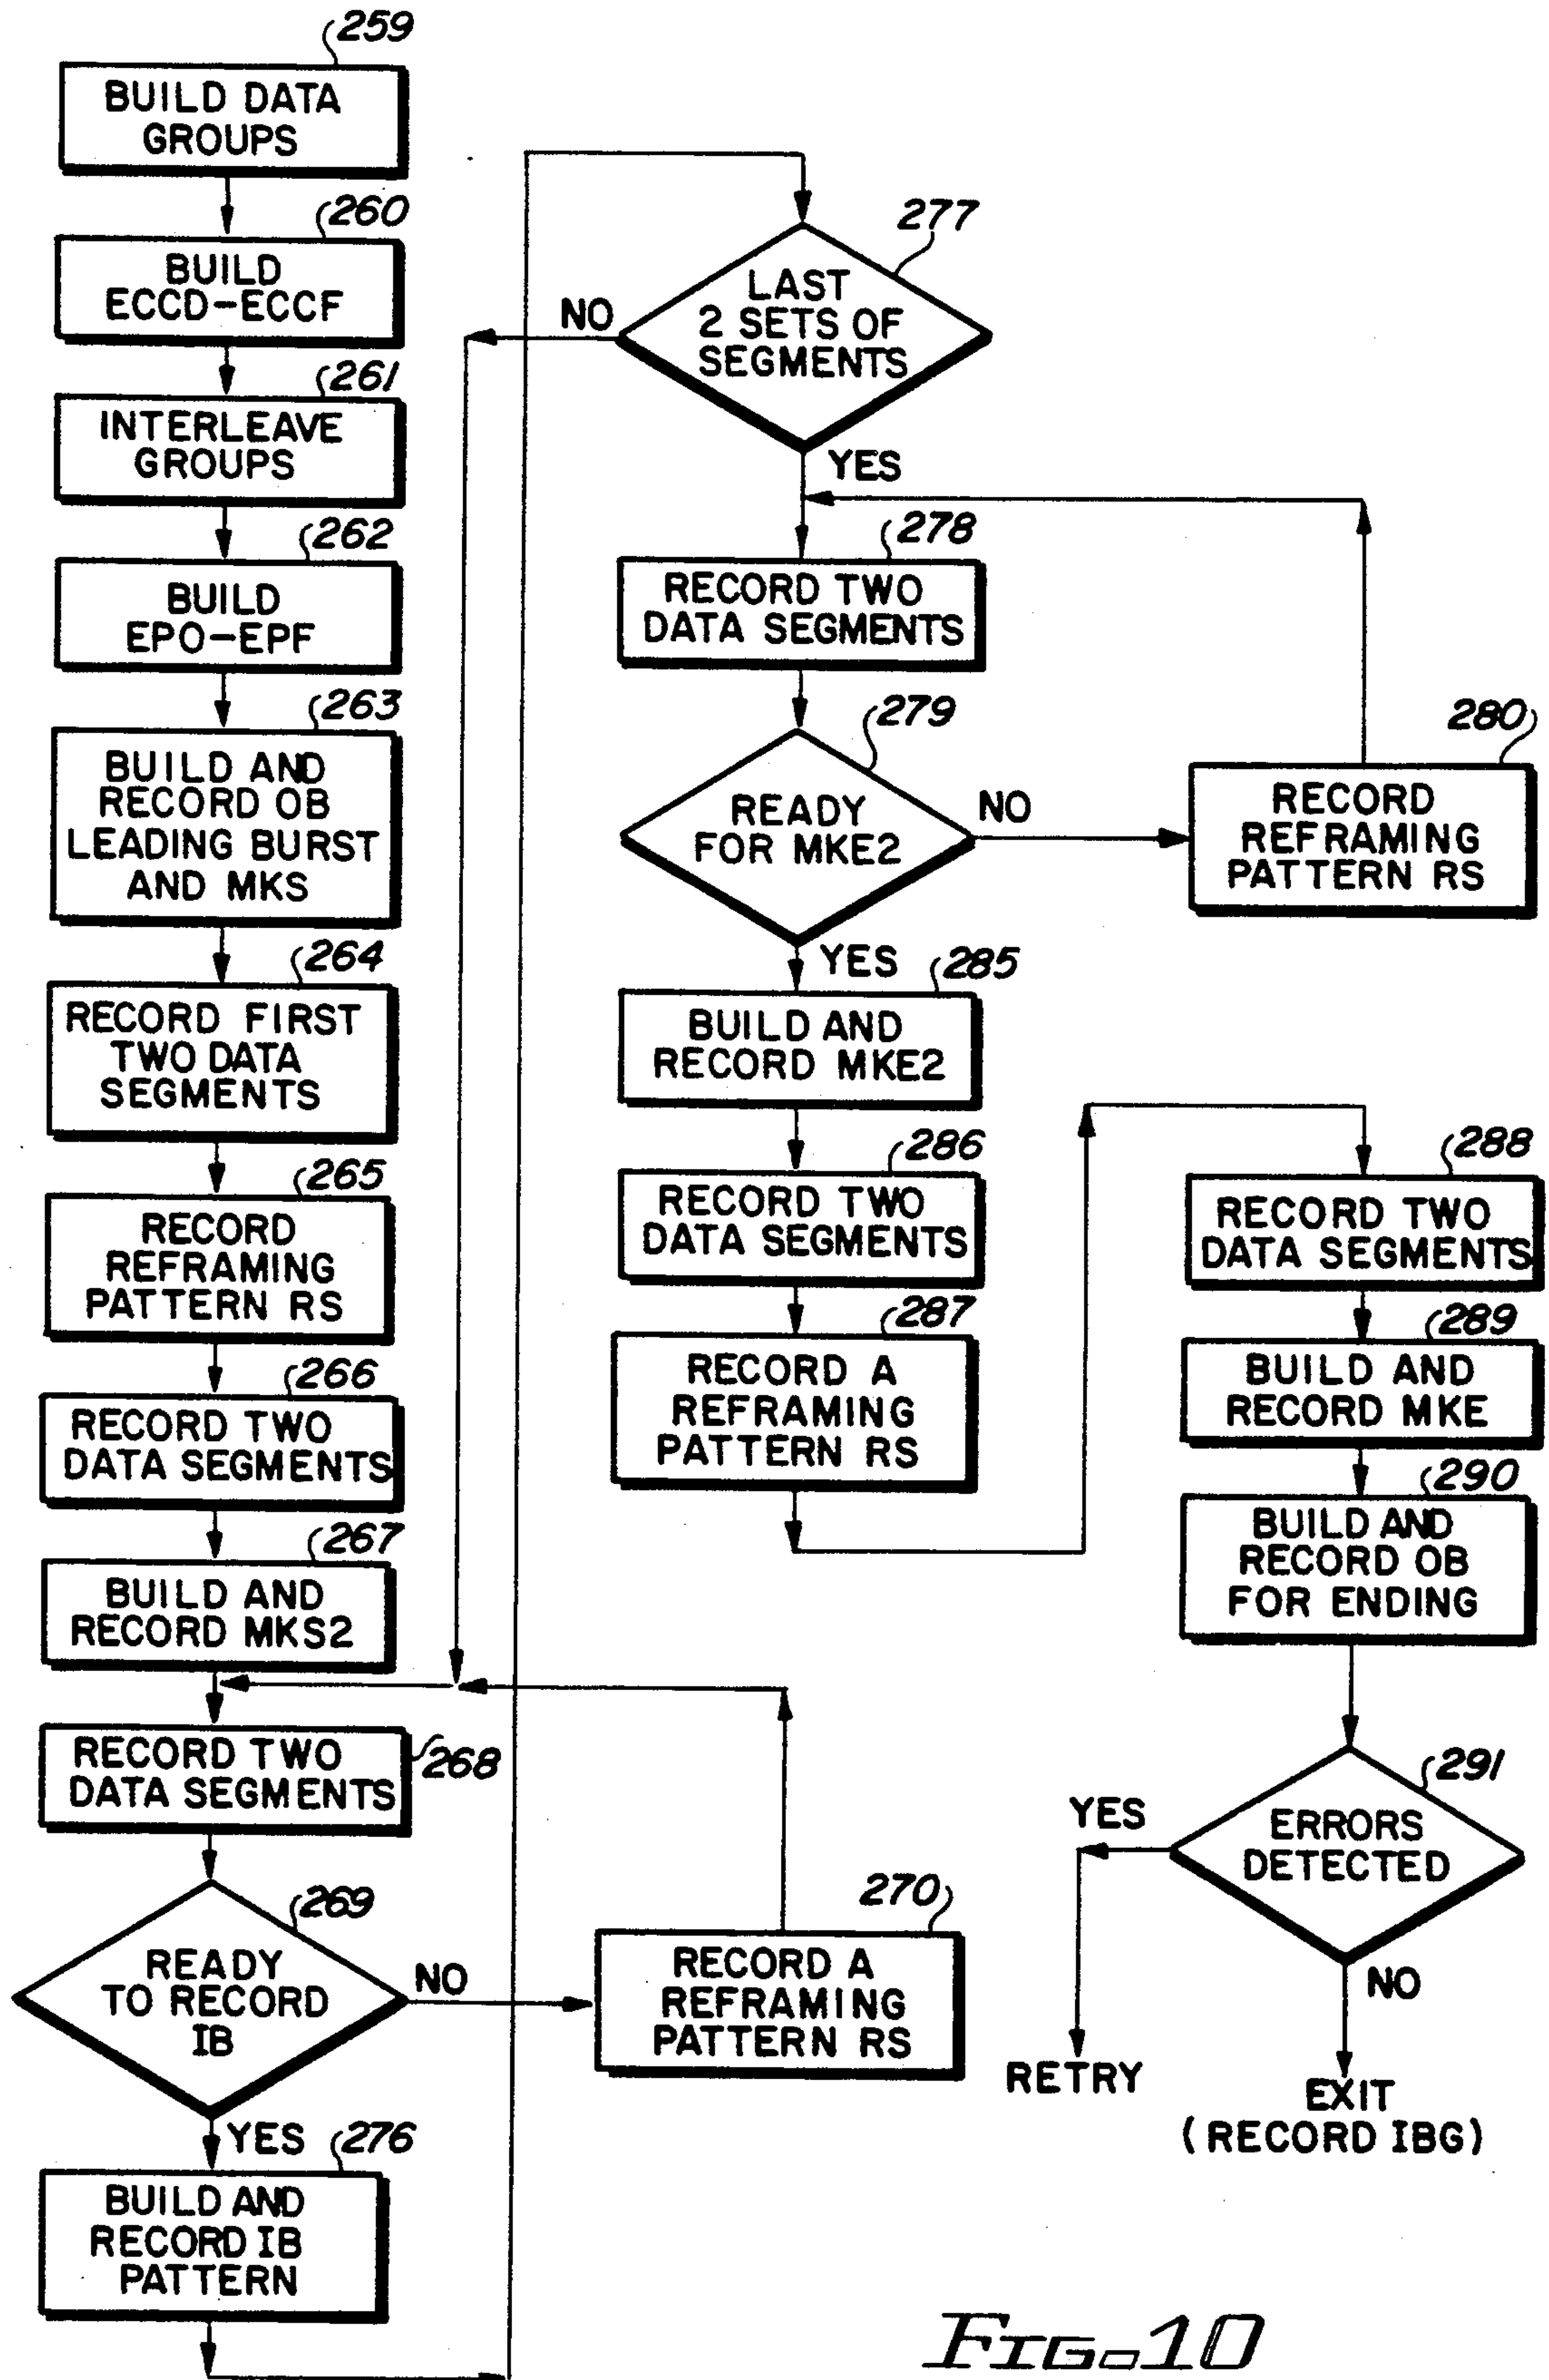 259
BUILD DATA
GROUPS
260
BUILD
ECCD-ECCF
261
INTERLEAVE
GROUPS
262
BUILD
EPO-EPF
263
BUILD AND
RECORD OB
LEADING BURST
AND MKS
264
RECORD FIRST
TWO DATA
SEGMENTS
265
RECORD
REFRAMING
PATTERN RS
266
RECORD TWO
DATA SEGMENTS
267
BUILD AND
RECORD MKS2
268
RECORD TWO
DATA SEGMENTS
269
READY
TO RECORD
IB
NO
YES
270
RECORD A
REFRAMING
PATTERN RS
276
BUILD AND
RECORD IB
PATTERN
277
LAST
2 SETS OF
SEGMENTS
NO
YES
278
RECORD TWO
DATA SEGMENTS
279
READY
FOR MKE2
NO
YES
280
RECORD
REFRAMING
PATTERN RS
285
BUILD AND
RECORD MKE2
286
RECORD TWO
DATA SEGMENTS
287
RECORD A
REFRAMING
PATTERN RS
288
RECORD TWO
DATA SEGMENTS
289
BUILD AND
RECORD MKE
290
BUILD AND
RECORD OB
FOR ENDING
291
ERRORS
DETECTED
YES
NO
RETRY
EXIT
(RECORD IBG)
FIG. 10